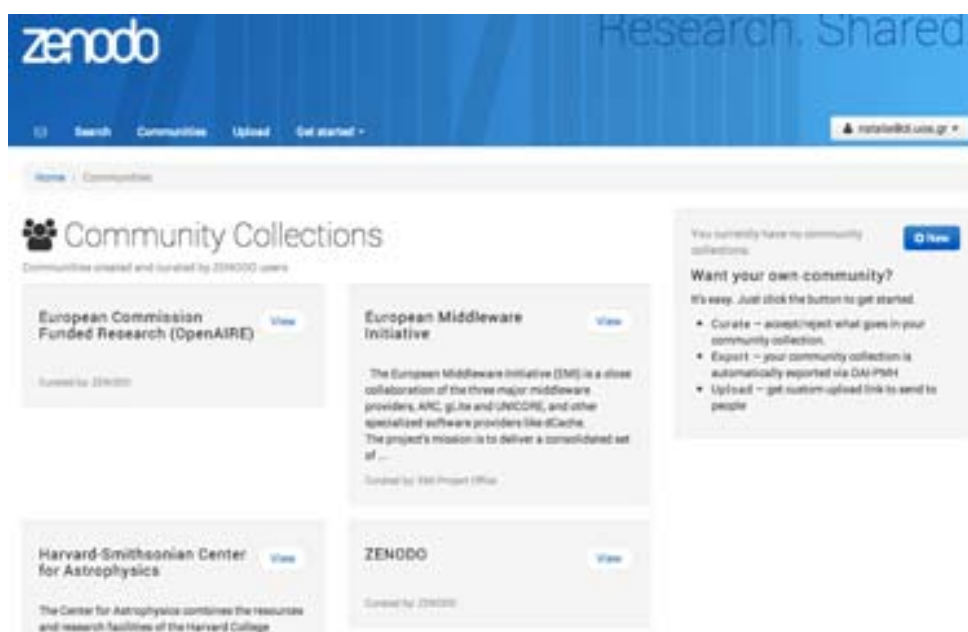 zenodo
Research. Shared
Search Communities Upload Get started
Home / Communities
Community Collections
Communities created and curated by ZENODO users
European Commission
Funded Research (OpenAIRE)
View
Curated by: ZENODO
European Middleware
Initiative
View
The European Middleware Initiative (EMI) is a close
collaboration of the three major middleware
providers, ARC, gLite and UNICORE, and other
specialized software providers like dCache.
The project's mission is to deliver a consolidated set
of ...
Curated by: EMI Project Office
Harvard-Smithsonian Center
for Astrophysics
View
The Center for Astrophysics combines the resources
and research facilities of the Harvard College
ZENODO
View
Curated by: ZENODO
You currently have no community
collections.
New
Want your own community?
It's easy. Just click the button to get started.
• Curate – accept/reject what goes in your
community collection.
• Export – your community collection is
automatically exported via OAI-PMH
• Upload – get custom upload link to send to
people